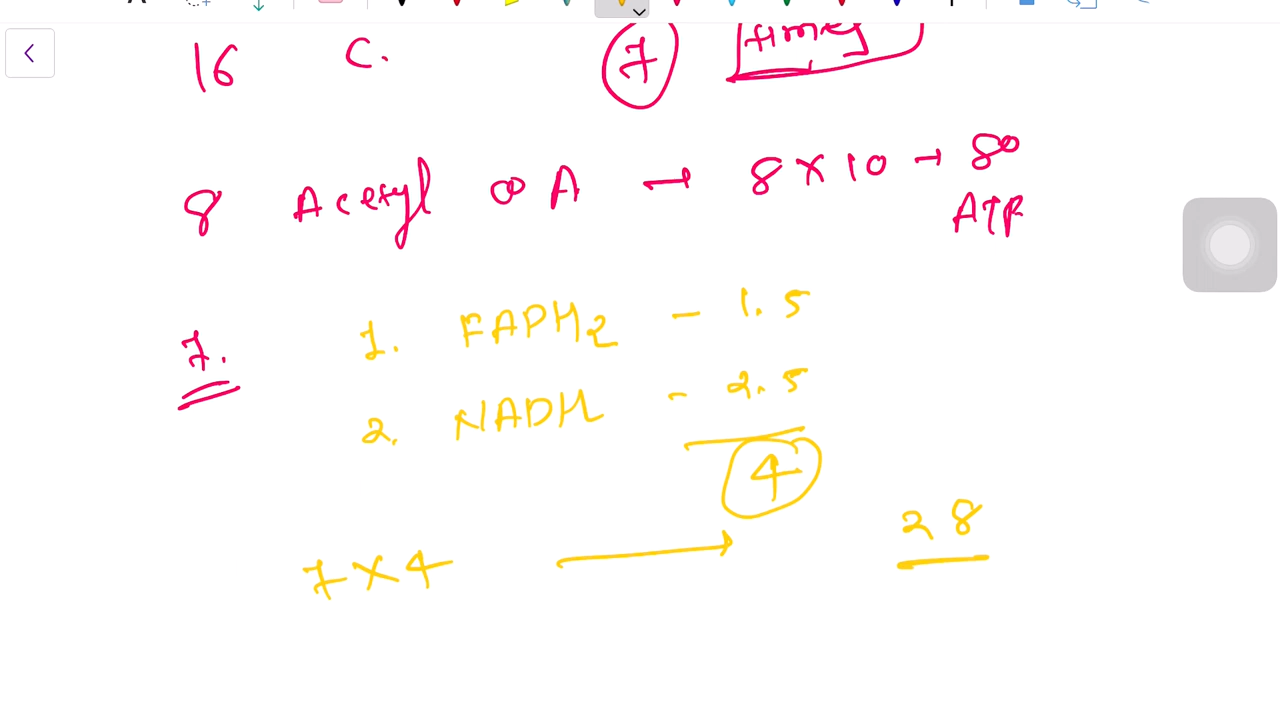 16 C. 7 times
8 Acetyl CoA → 8 × 10 → 80
ATP
7. 1. FADH2 - 1.5
2. NADH - 2.5
4
7 × 4 → 28